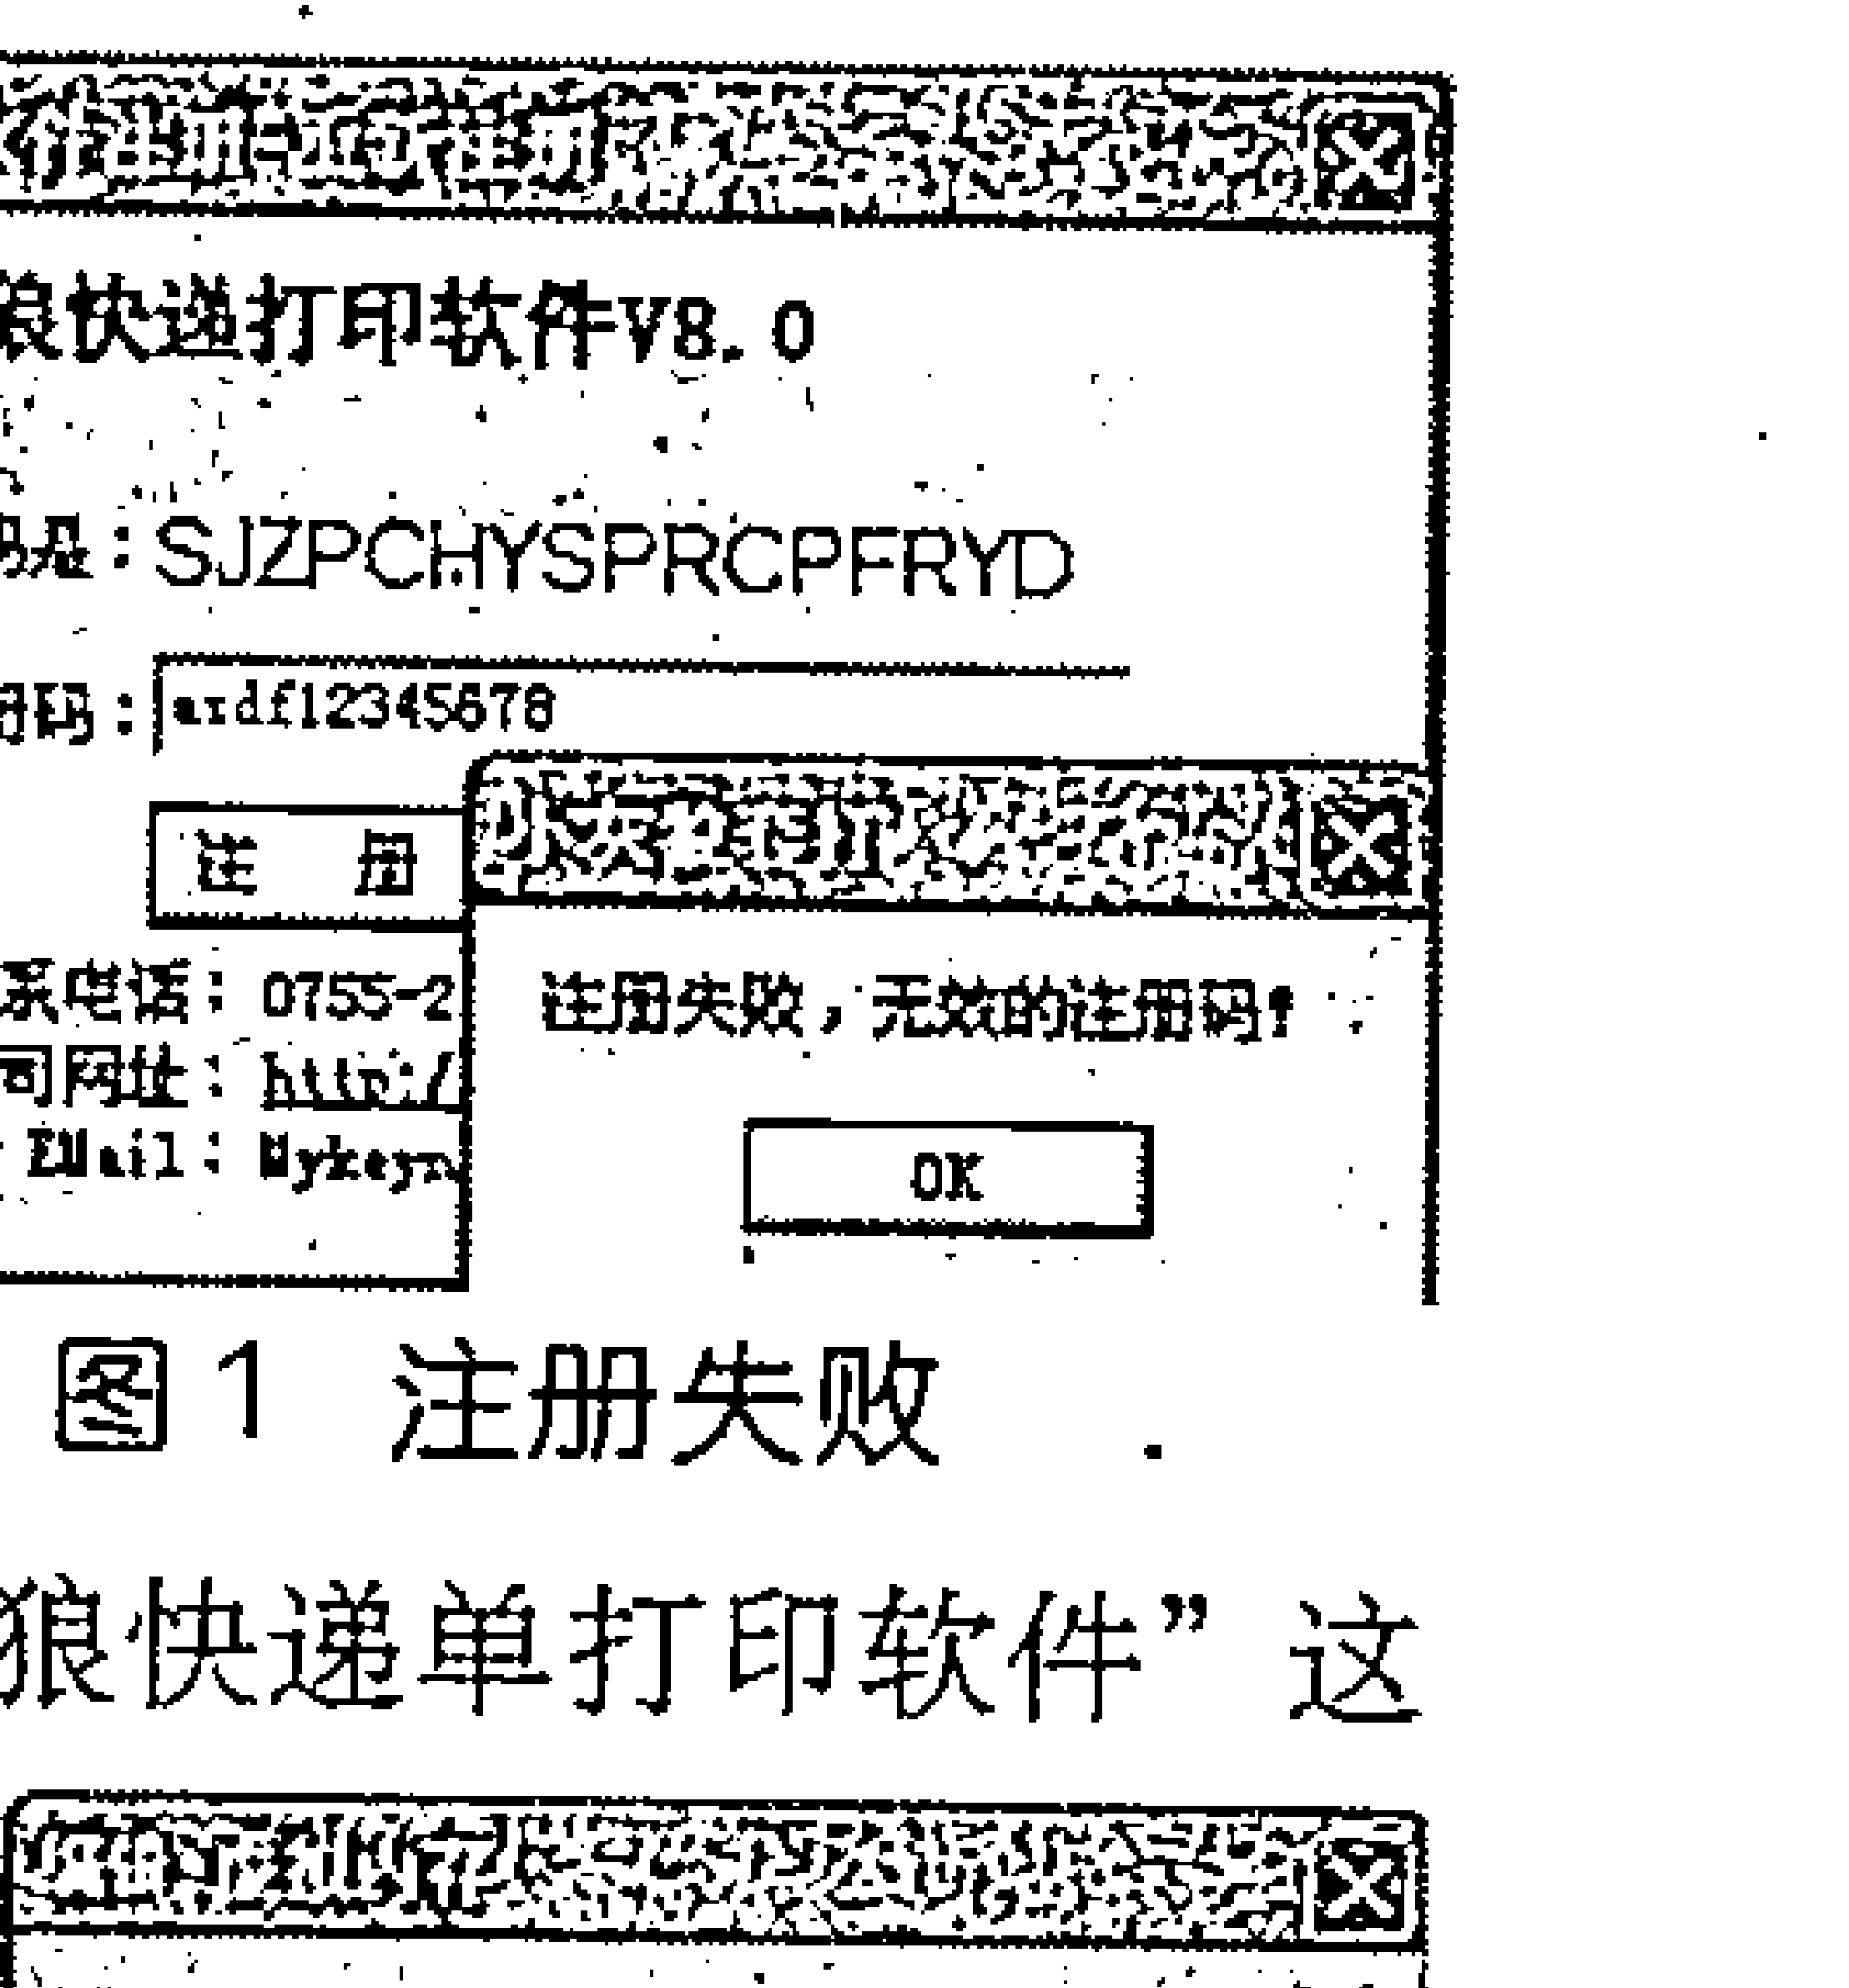 狼快递打印软件V8.0
：SJZPCHYSPRCPFRYD
码：ardf12345678
注 册
系电话：0755-2
注册失败，无效的注册码！
司网址：http:/
EMail：Mykeyn
OK
图1 注册失败
狼快递单打印软件”这